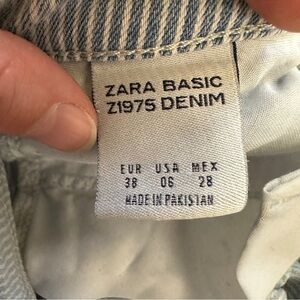 ZARA BASIC
Z1975 DENIM
EUR USA MEX
38 06 28
MADE IN PAKISTAN